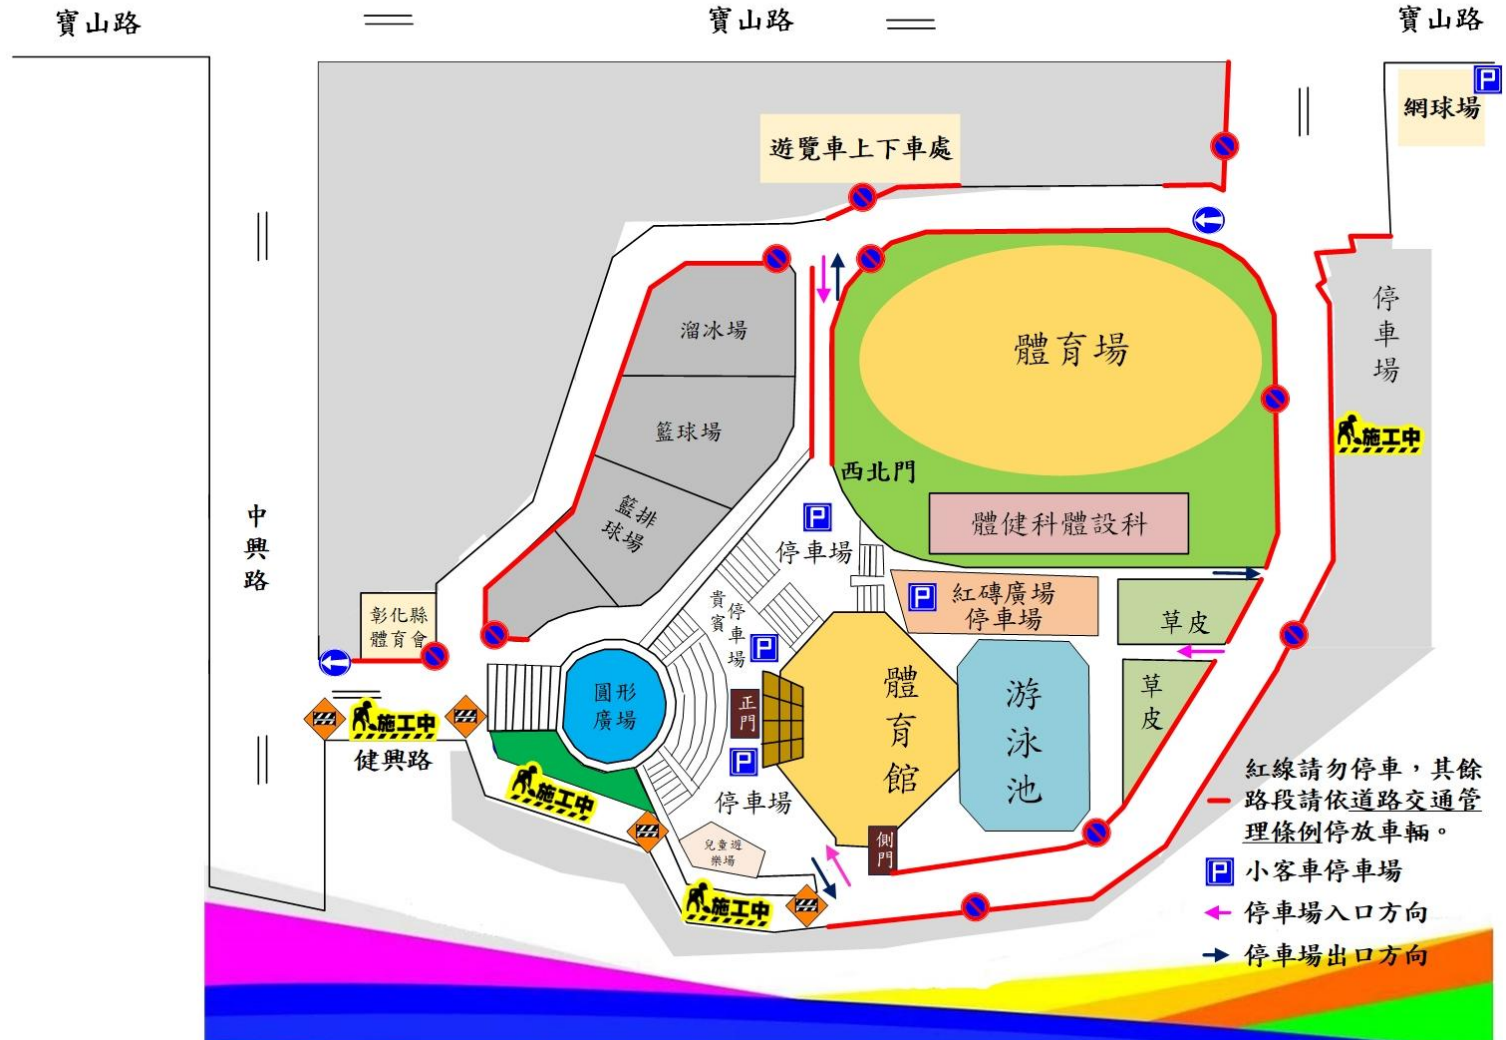 寶山路
寶山路
寶山路
網球場
遊覽車上下車處
停車場
溜冰場
體育場
籃球場
施工中
西北門
籃排
球場
體健科體設科
中興路
停車場
紅磚廣場
停車場
貴賓
停車場
彰化縣
體育會
草皮
圓形
廣場
正門
體育館
游泳池
草皮
施工中
健興路
施工中
停車場
兒童遊
樂場
側門
施工中
紅線請勿停車，其餘
路段請依道路交通管
理條例停放車輛。
小客車停車場
停車場入口方向
停車場出口方向